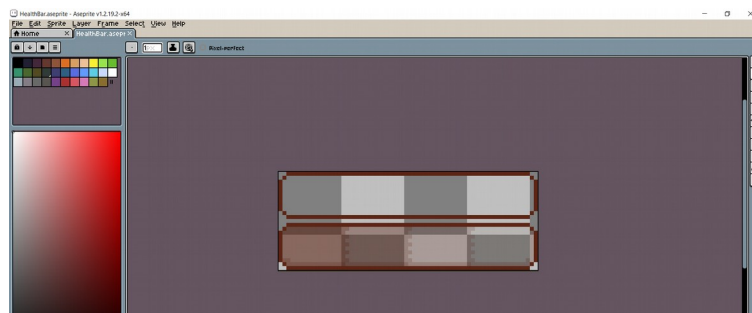 HealthBar.aseprite - Aseprite v1.2.19.2-x64
File Edit Sprite Layer Frame Select View Help
Home × HealthBar.asepr ×
Pixel-perfect